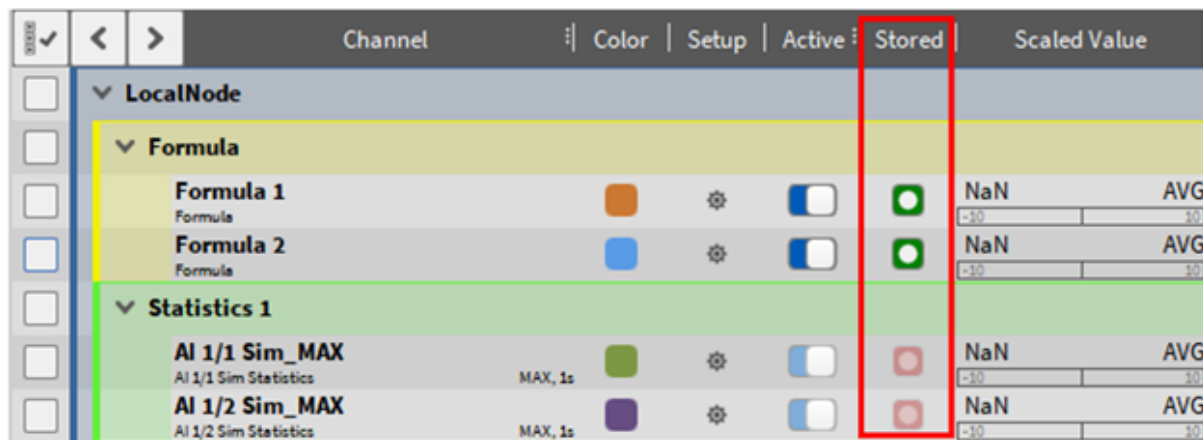 Channel Color Setup Active Stored Scaled Value
LocalNode
Formula
Formula 1 NaN AVG
Formula -10 10
Formula 2 NaN AVG
Formula -10 10
Statistics 1
AI 1/1 Sim_MAX NaN AVG
AI 1/1 Sim Statistics MAX, 1s -10 10
AI 1/2 Sim_MAX NaN AVG
AI 1/2 Sim Statistics MAX, 1s -10 10